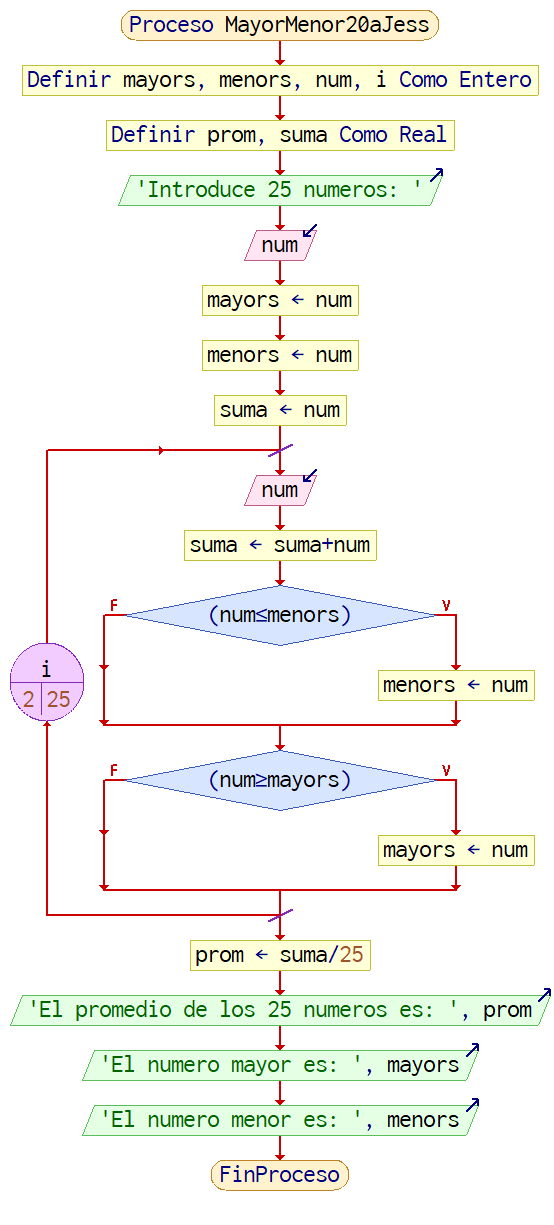 Proceso MayorMenor20aJess
Definir mayors, menors, num, i Como Entero
Definir prom, suma Como Real
'Introduce 25 numeros: '
num
mayors ← num
menors ← num
suma ← num
num
suma ← suma+num
F
(num≤menors)
V
i
2 25
menors ← num
F
(num≥mayors)
V
mayors ← num
prom ← suma/25
'El promedio de los 25 numeros es: ', prom
'El numero mayor es: ', mayors
'El numero menor es: ', menors
FinProceso